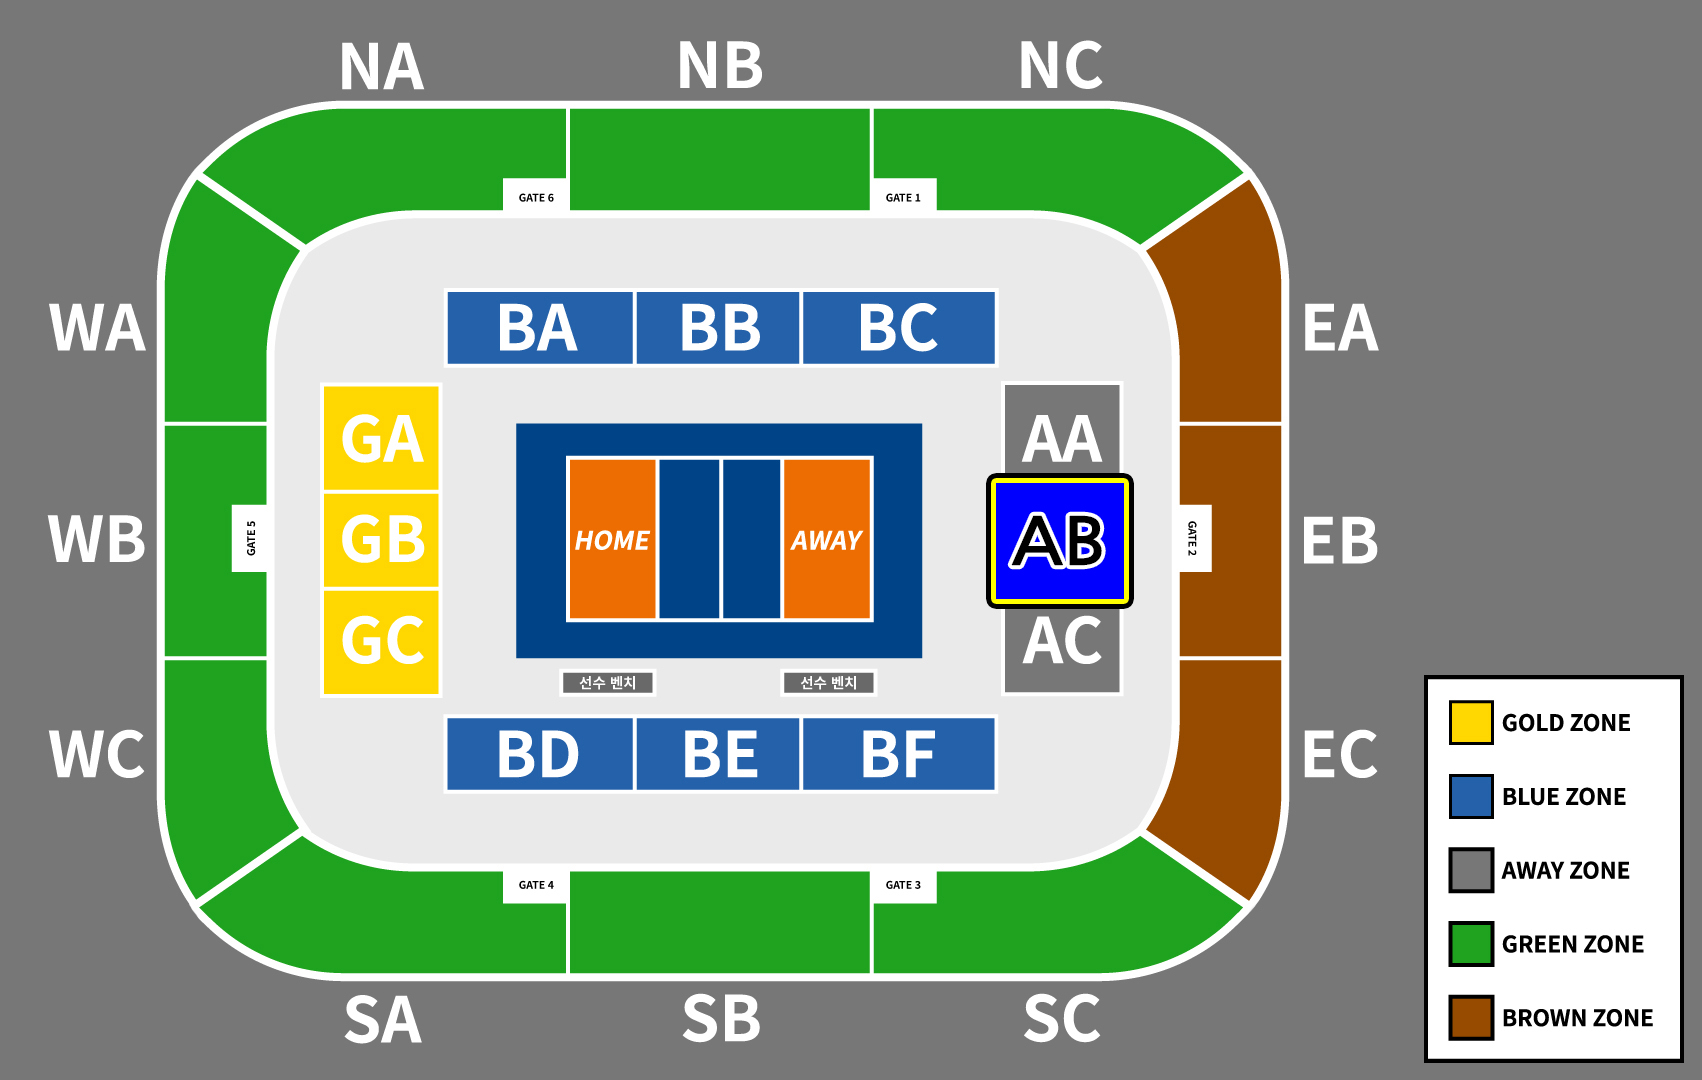 NA
NB
NC
GATE 6
GATE 1
WA
BA
BB
BC
EA
GA
AA
WB
GATE 5
GB
HOME
AWAY
AB
GATE 2
EB
GC
AC
선수 벤치
선수 벤치
WC
BD
BE
BF
EC
GATE 4
GATE 3
SA
SB
SC
GOLD ZONE
BLUE ZONE
AWAY ZONE
GREEN ZONE
BROWN ZONE